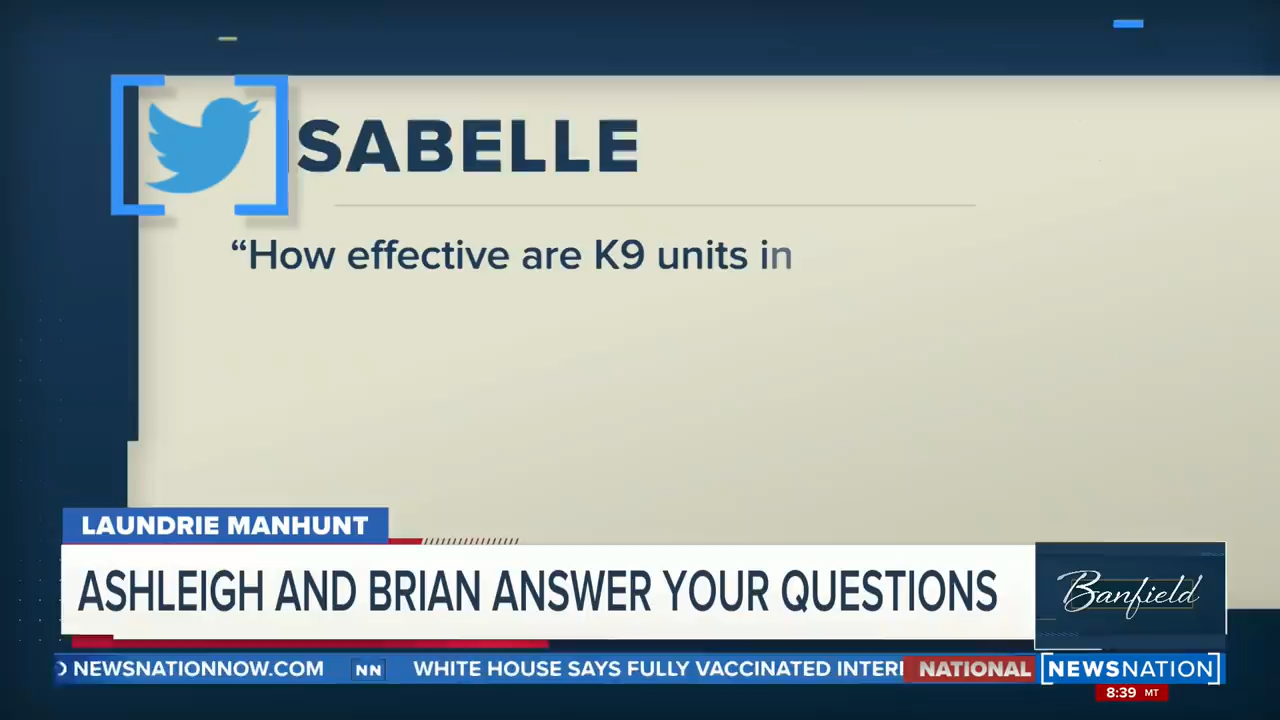 SABELLE
“How effective are K9 units in
LAUNDRIE MANHUNT
ASHLEIGH AND BRIAN ANSWER YOUR QUESTIONS
Banfield
NEWSNATIONNOW.COM NN WHITE HOUSE SAYS FULLY VACCINATED INTER NATIONAL [NEWSNATION]
8:39 MT